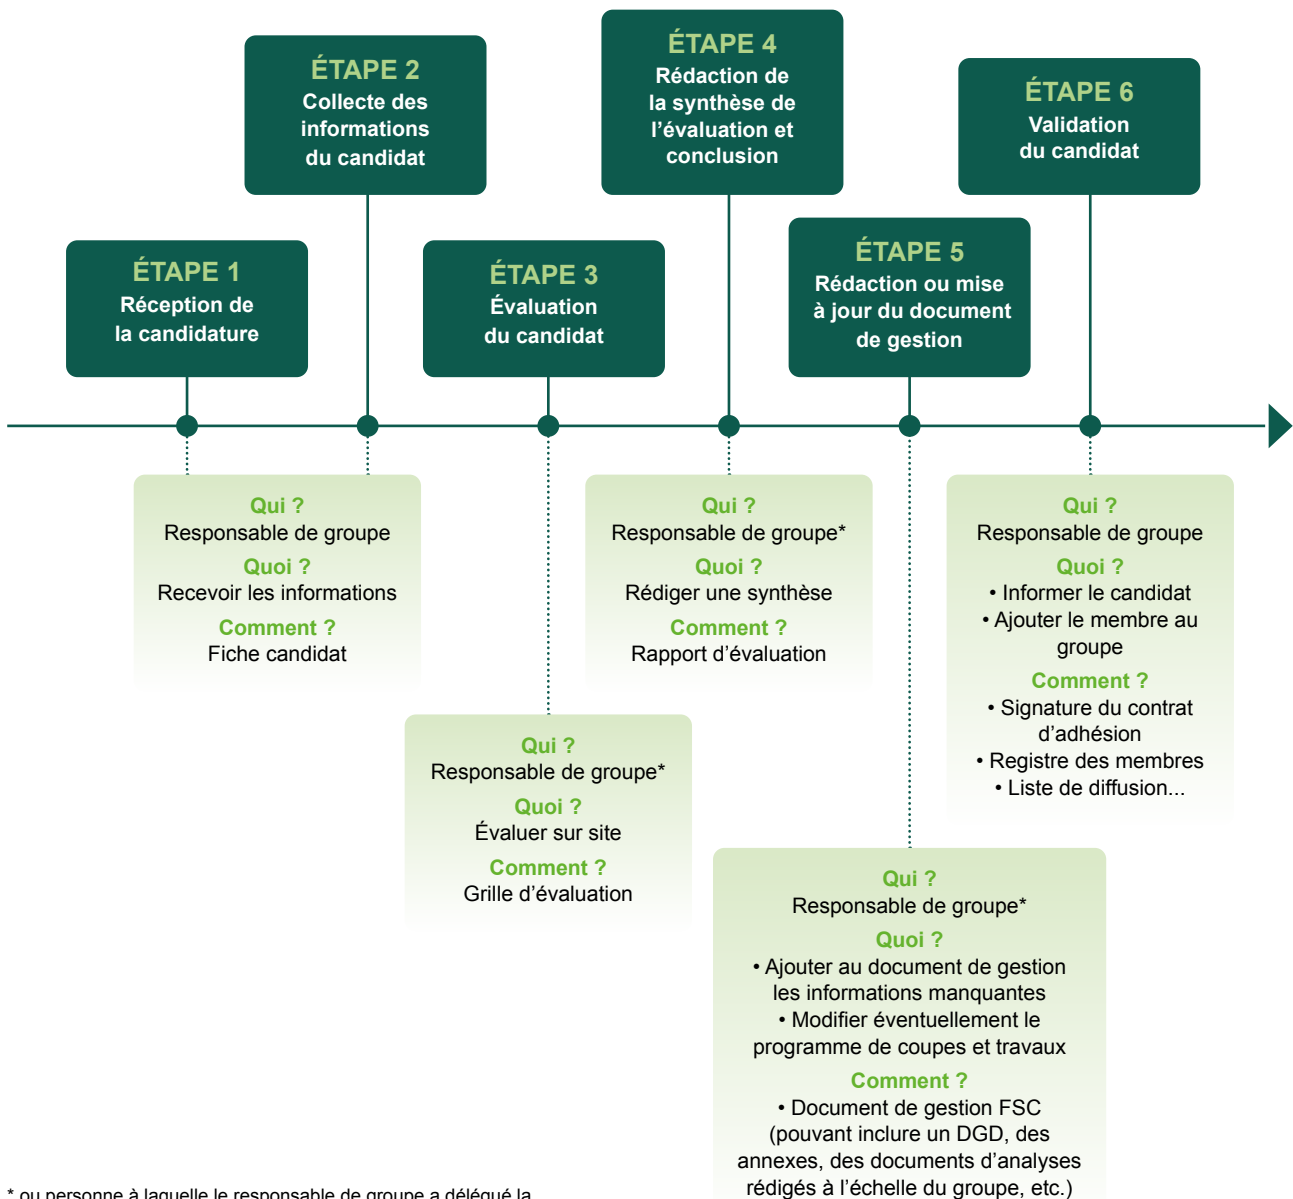 ÉTAPE 1
Réception de
la candidature
ÉTAPE 2
Collecte des
informations
du candidat
ÉTAPE 3
Évaluation
du candidat
ÉTAPE 4
Rédaction de
la synthèse de
l'évaluation et
conclusion
ÉTAPE 5
Rédaction ou mise
à jour du document
de gestion
ÉTAPE 6
Validation
du candidat
Qui ?
Responsable de groupe
Quoi ?
Recevoir les informations
Comment ?
Fiche candidat
Qui ?
Responsable de groupe*
Quoi ?
Évaluer sur site
Comment ?
Grille d'évaluation
Qui ?
Responsable de groupe*
Quoi ?
Rédiger une synthèse
Comment ?
Rapport d'évaluation
Qui ?
Responsable de groupe*
Quoi ?
• Ajouter au document de gestion
les informations manquantes
• Modifier éventuellement le
programme de coupes et travaux
Comment ?
• Document de gestion FSC
(pouvant inclure un DGD, des
annexes, des documents d'analyses
rédigés à l'échelle du groupe, etc.)
Qui ?
Responsable de groupe
Quoi ?
• Informer le candidat
• Ajouter le membre au
groupe
Comment ?
• Signature du contrat
d'adhésion
• Registre des membres
• Liste de diffusion...
* ou personne à laquelle le responsable de groupe a délégué la